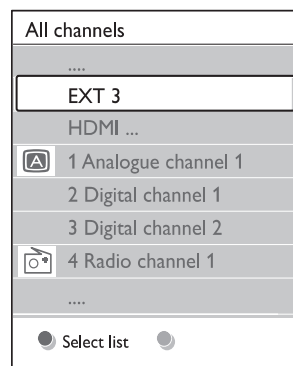 All channels
....
EXT 3
HDMI ...
A 1 Analogue channel 1
2 Digital channel 1
3 Digital channel 2
4 Radio channel 1
....
Select list